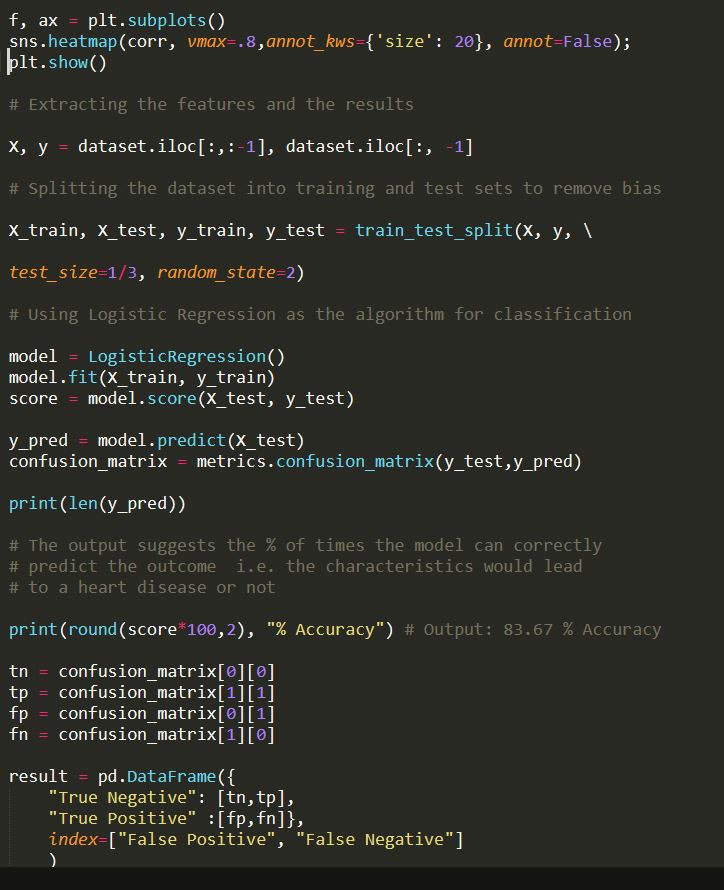 f, ax = plt.subplots()
sns.heatmap(corr, vmax=.8,annot_kws={'size': 20}, annot=False);
plt.show()
# Extracting the features and the results
X, y = dataset.iloc[:,:-1], dataset.iloc[:, -1]
# Splitting the dataset into training and test sets to remove bias
X_train, X_test, y_train, y_test = train_test_split(X, y, \
test_size=1/3, random_state=2)
# Using Logistic Regression as the algorithm for classification
model = LogisticRegression()
model.fit(X_train, y_train)
score = model.score(X_test, y_test)
y_pred = model.predict(X_test)
confusion_matrix = metrics.confusion_matrix(y_test,y_pred)
print(len(y_pred))
# The output suggests the % of times the model can correctly
# predict the outcome  i.e. the characteristics would lead
# to a heart disease or not
print(round(score*100,2), "% Accuracy") # Output: 83.67 % Accuracy
tn = confusion_matrix[0][0]
tp = confusion_matrix[1][1]
fp = confusion_matrix[0][1]
fn = confusion_matrix[1][0]
result = pd.DataFrame({
    "True Negative": [tn,tp],
    "True Positive" :[fp,fn]},
    index=["False Positive", "False Negative"]
    )